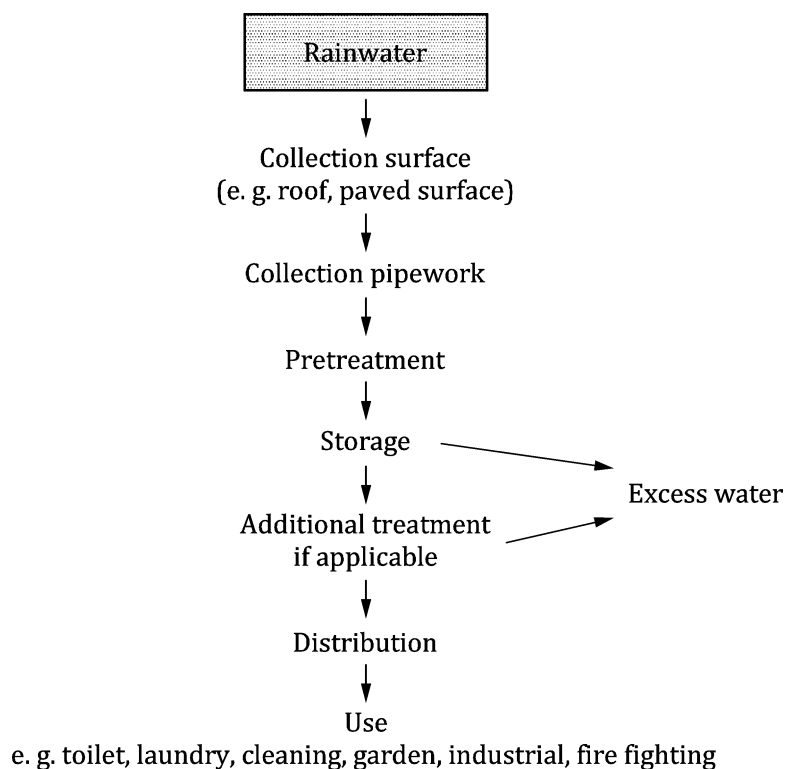 Rainwater
Collection surface
(e. g. roof, paved surface)
Collection pipework
Pretreatment
Storage
Excess water
Additional treatment
if applicable
Distribution
Use
e. g. toilet, laundry, cleaning, garden, industrial, fire fighting